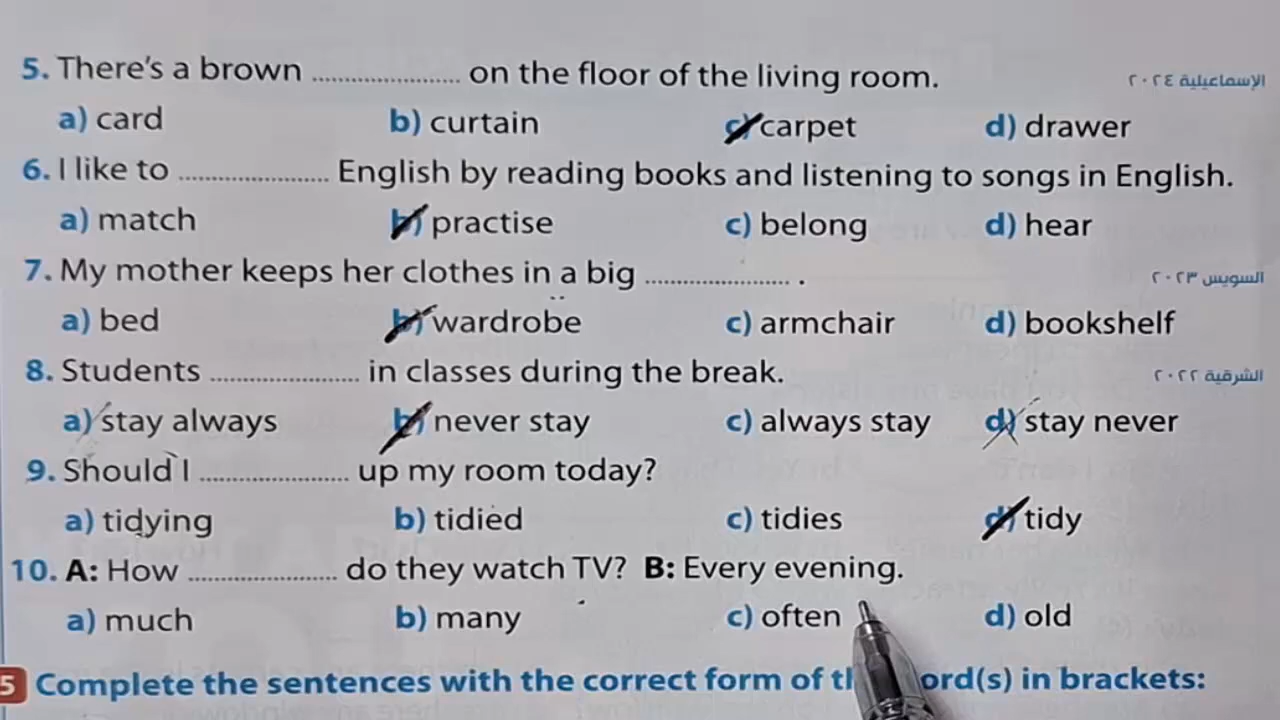 5. There's a brown ..................... on the floor of the living room. الإسماعيلية ٢٠٢٤
a) card b) curtain c) carpet d) drawer
6. I like to ..................... English by reading books and listening to songs in English.
a) match b) practise c) belong d) hear
7. My mother keeps her clothes in a big ..................... . السويس ٢٠٢٣
a) bed b) wardrobe c) armchair d) bookshelf
8. Students ..................... in classes during the break. الشرقية ٢٠٢٢
a) stay always b) never stay c) always stay d) stay never
9. Should I ..................... up my room today?
a) tidying b) tidied c) tidies d) tidy
10. A: How ..................... do they watch TV? B: Every evening.
a) much b) many c) often d) old
5 Complete the sentences with the correct form of th ord(s) in brackets: